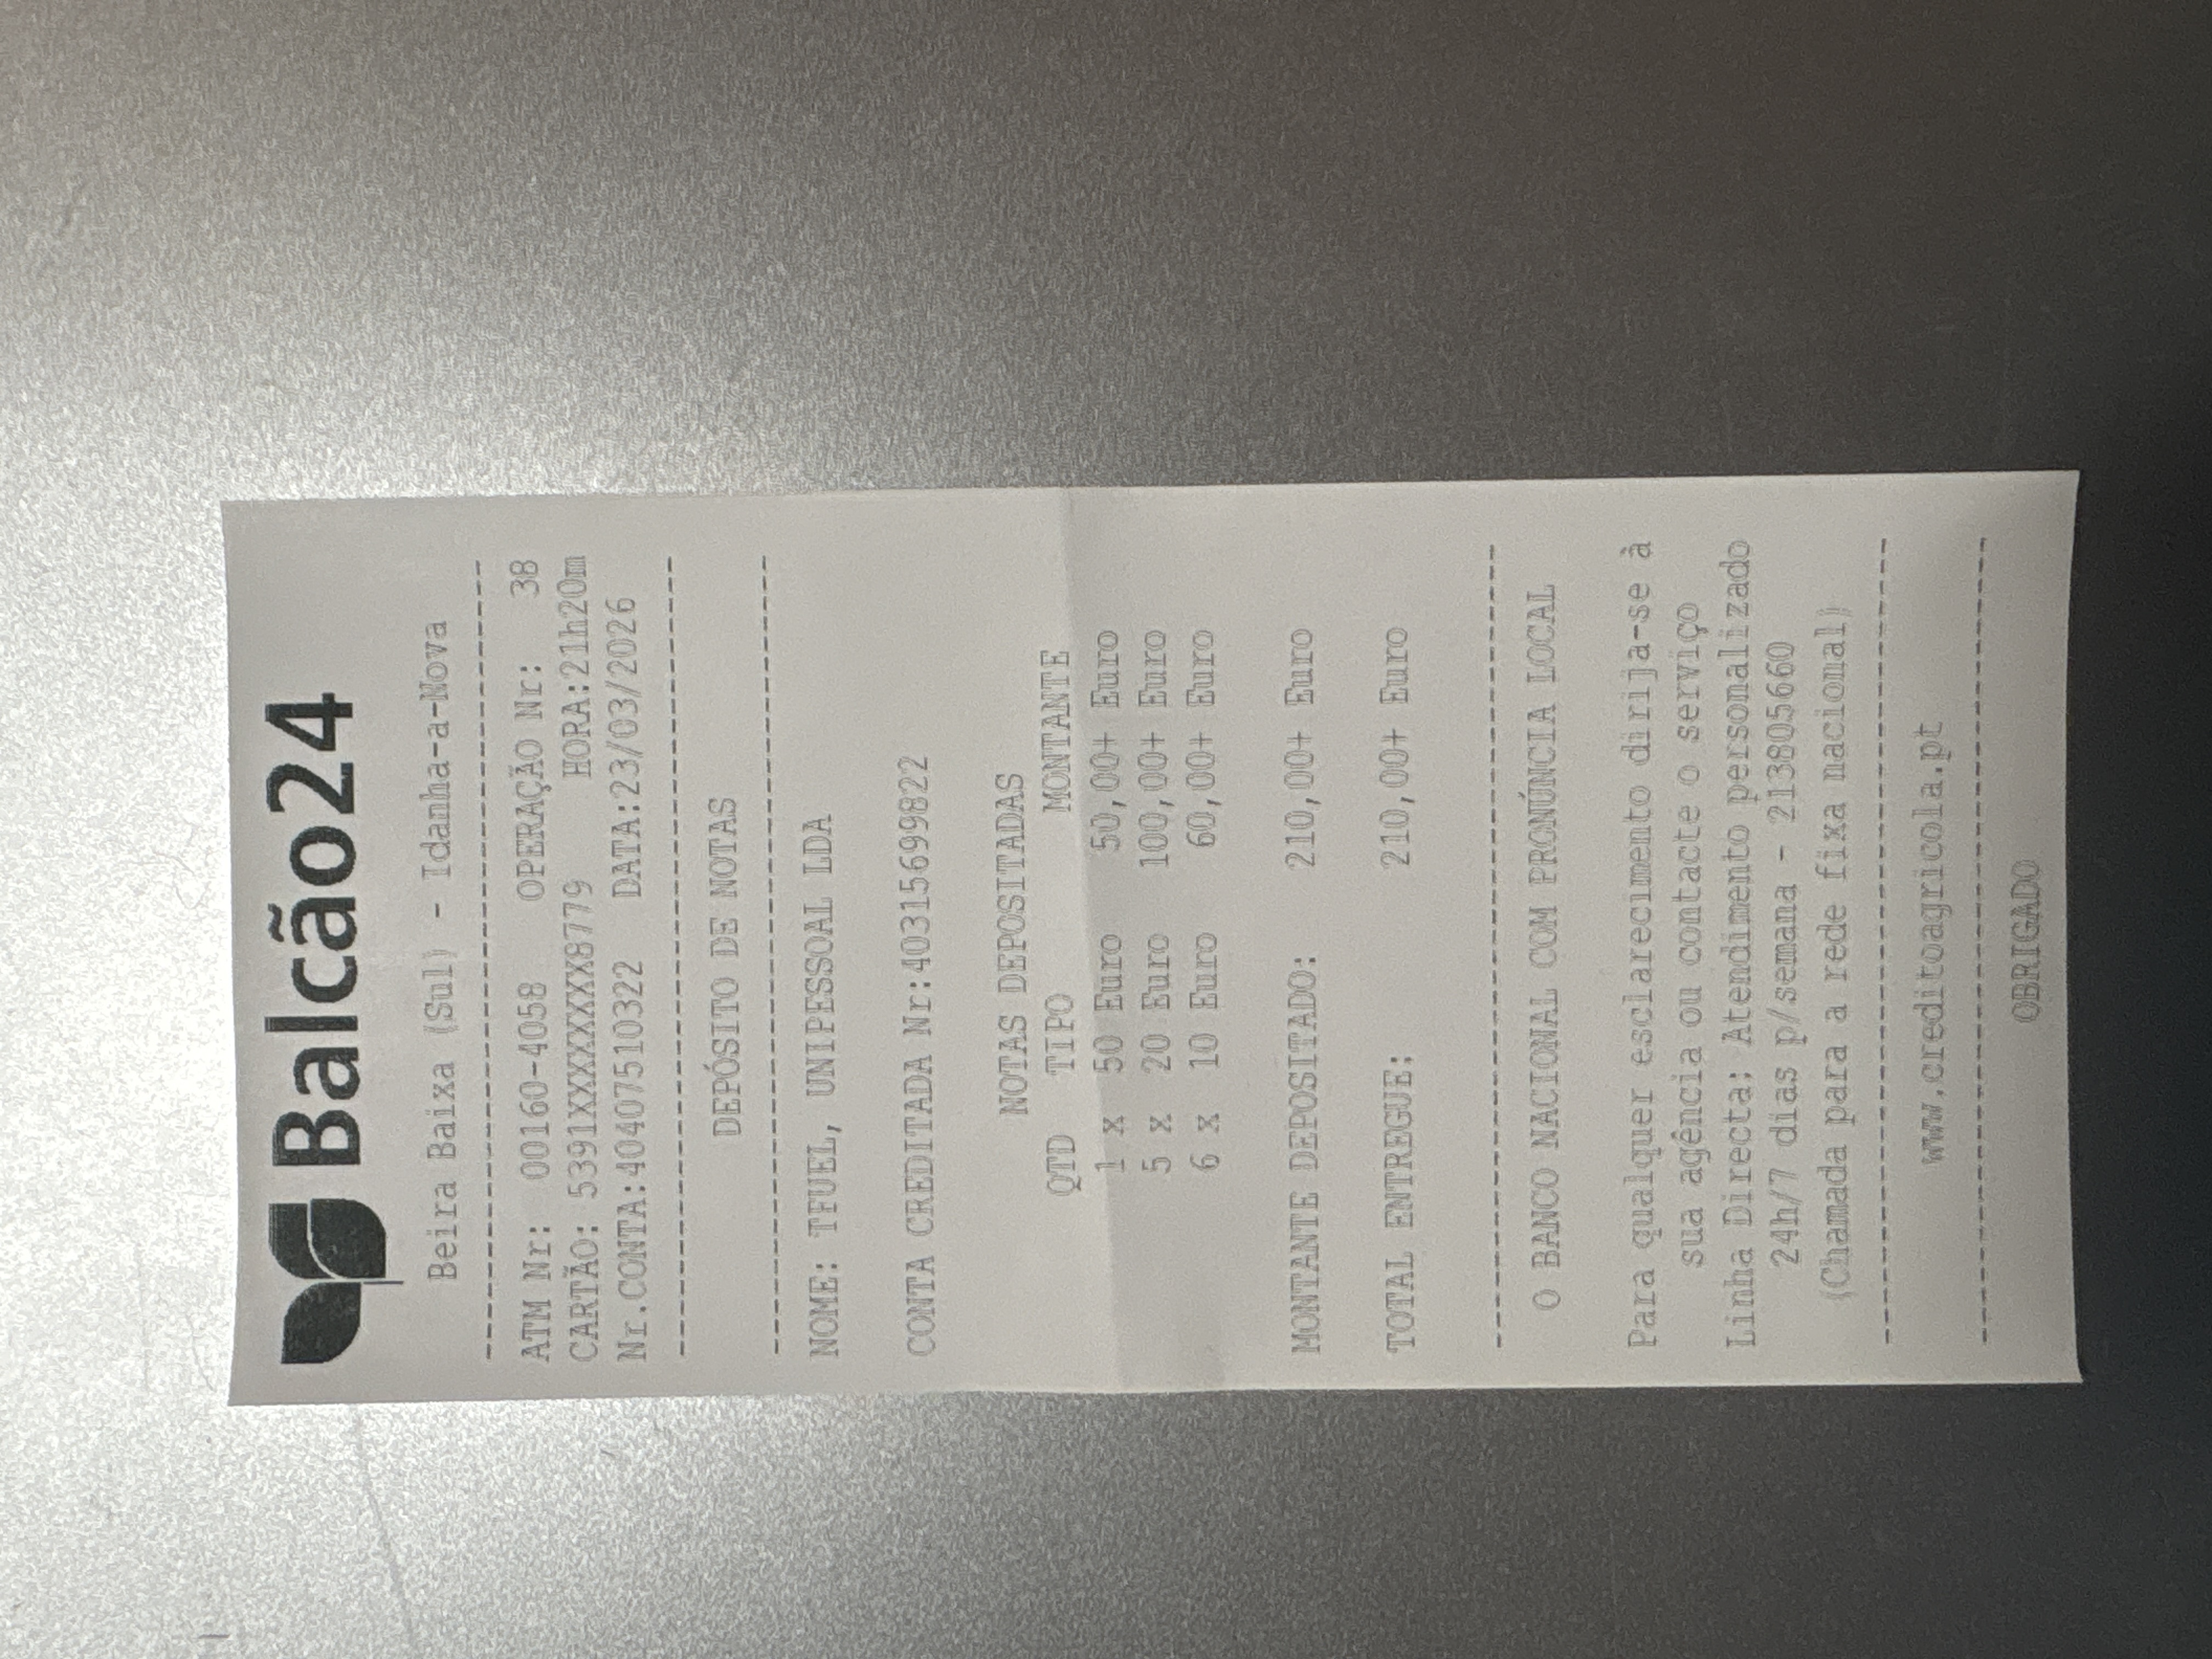 Balcão24
Beira Baixa (Sul) - Idanha-a-Nova
ATM Nr: 00160-4058 OPERAÇÃO Nr: 38
CARTÃO: 5391XXXXXXXX8779 HORA:21h20m
Nr.CONTA:40407510322 DATA:23/03/2026
DEPÓSITO DE NOTAS
NOME: TFUEL, UNIPESSOAL LDA
CONTA CREDITADA Nr:40315699822
NOTAS DEPOSITADAS
QTD TIPO MONTANTE
1 x 50 Euro 50,00+ Euro
5 x 20 Euro 100,00+ Euro
6 x 10 Euro 60,00+ Euro
MONTANTE DEPOSITADO: 210,00+ Euro
TOTAL ENTREGUE: 210,00+ Euro
O BANCO NACIONAL COM PRONÚNCIA LOCAL
Para qualquer esclarecimento dirija-se à
sua agência ou contacte o serviço
Linha Directa: Atendimento personalizado
24h/7 dias p/semana - 213805660
(Chamada para a rede fixa nacional)
www.creditoagricola.pt
OBRIGADO